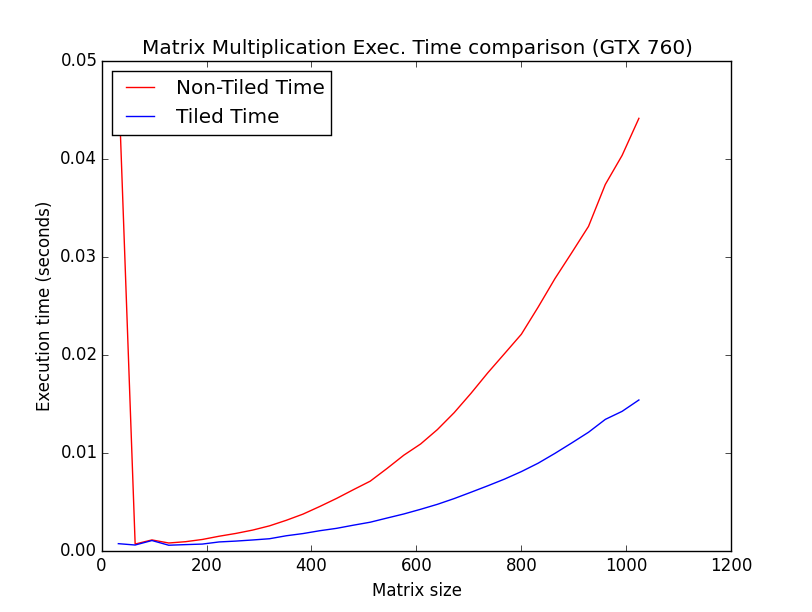 Matrix Multiplication Exec. Time comparison (GTX 760)
0.05
Non-Tiled Time
Tiled Time
0.04
0.03
0.02
0.01
0.00
Execution time (seconds)
0 200 400 600 800 1000 1200
Matrix size